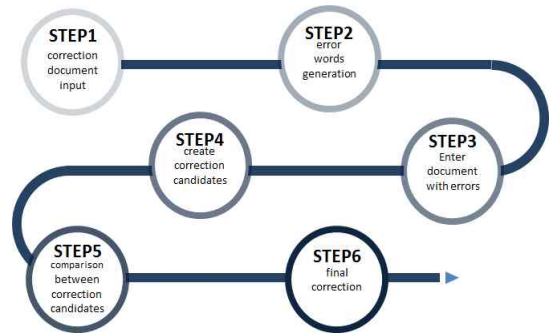 STEP1
correction
document
input
STEP2
error
words
generation
STEP3
Enter
document
with errors
STEP4
create
correction
candidates
STEP5
comparison
between
correction
candidates
STEP6
final
correction